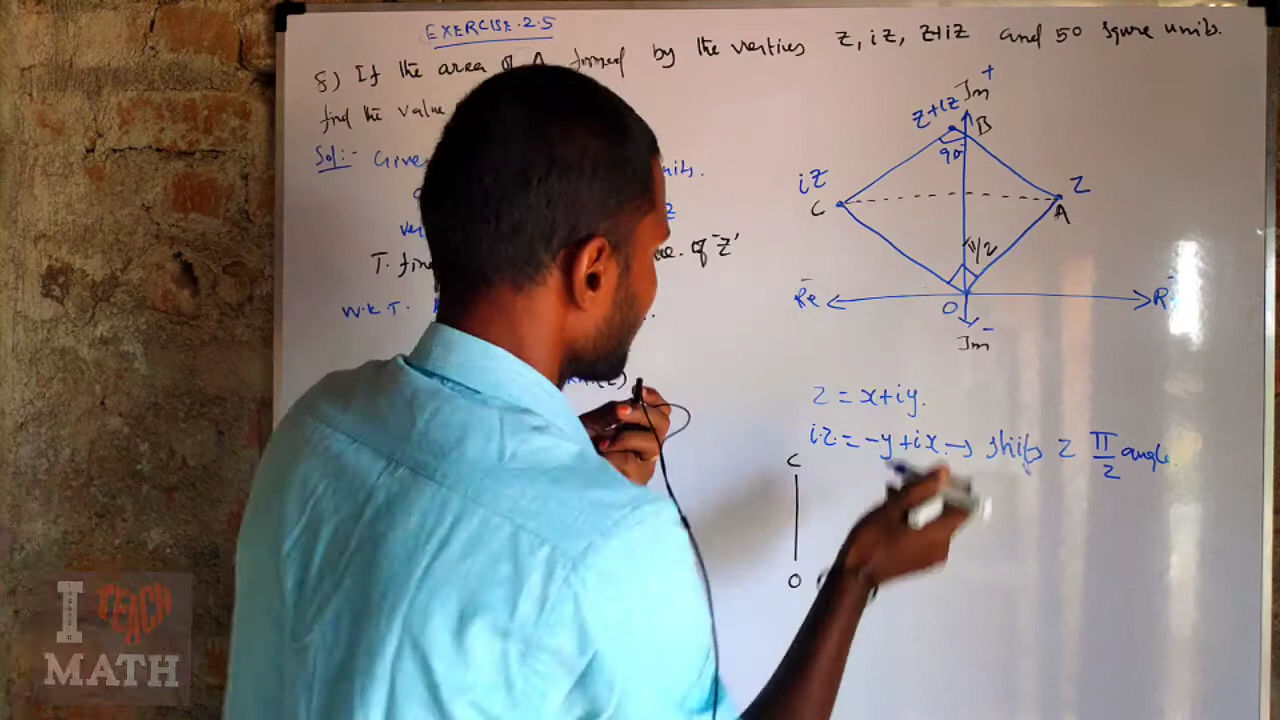 EXERCISE.2.5
8) If the area of Δ formed by the vertices Z, iZ, Z+iZ and 50 square units.
find the value
Sol:- Given units.
Z
T. find of 'Z'
W.K.T.
Im+
Z+iZ
B
90
iZ
C
Z
A
π/2
Re-
O
R
Im-
Z = x+iy.
iZ = -y+ix → shifts Z π/2 angle.
C
O
I TEACH
MATH